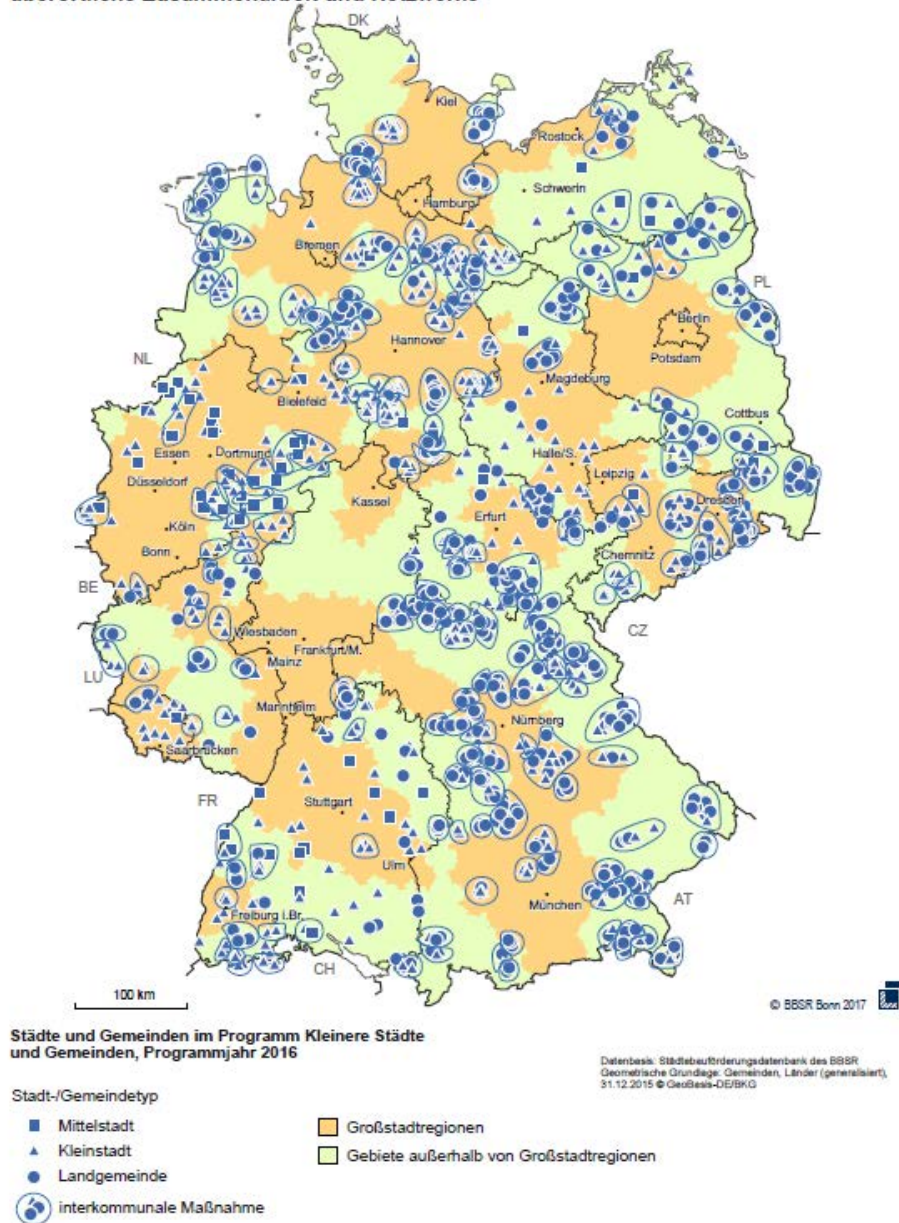 DK
Kiel
Rostock
Schwerin
Hamburg
Bremen
PL
Berlin
Hannover
Potsdam
NL
Magdeburg
Bielefeld
Cottbus
Essen
Dortmund
Halle/S.
Leipzig
Düsseldorf
Kassel
Dresden
Erfurt
Köln
Chemnitz
Bonn
BE
CZ
Wiesbaden
Frankfurt/M.
Mainz
LU
Mannheim
Nürnberg
Saarbrücken
FR
Stuttgart
Ulm
München
AT
Freiburg i.Br.
CH
100 km
© BBSR Bonn 2017
Städte und Gemeinden im Programm Kleinere Städte
und Gemeinden, Programmjahr 2016
Datenbasis: Städtebauförderungsdatenbank des BBSR
Geometrische Grundlage: Gemeinden, Länder (generalisiert),
31.12.2015 © GeoBasis-DE/BKG
Stadt-/Gemeindetyp
Mittelstadt
Kleinstadt
Landgemeinde
interkommunale Maßnahme
Großstadtregionen
Gebiete außerhalb von Großstadtregionen